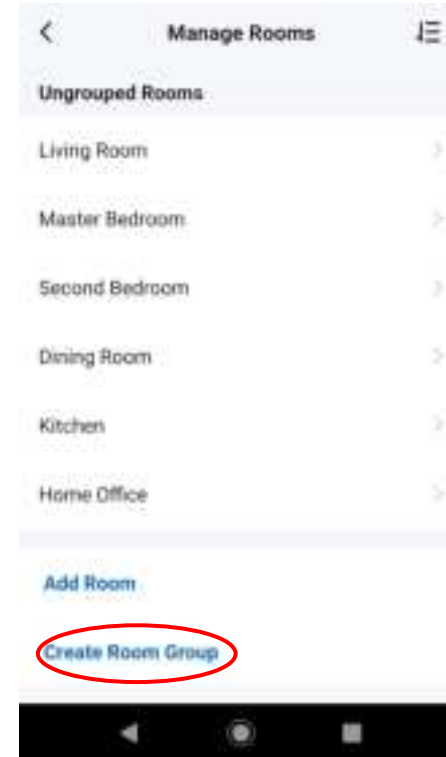 Manage Rooms
Ungrouped Rooms
Living Room
Master Bedroom
Second Bedroom
Dining Room
Kitchen
Home Office
Add Room
Create Room Group